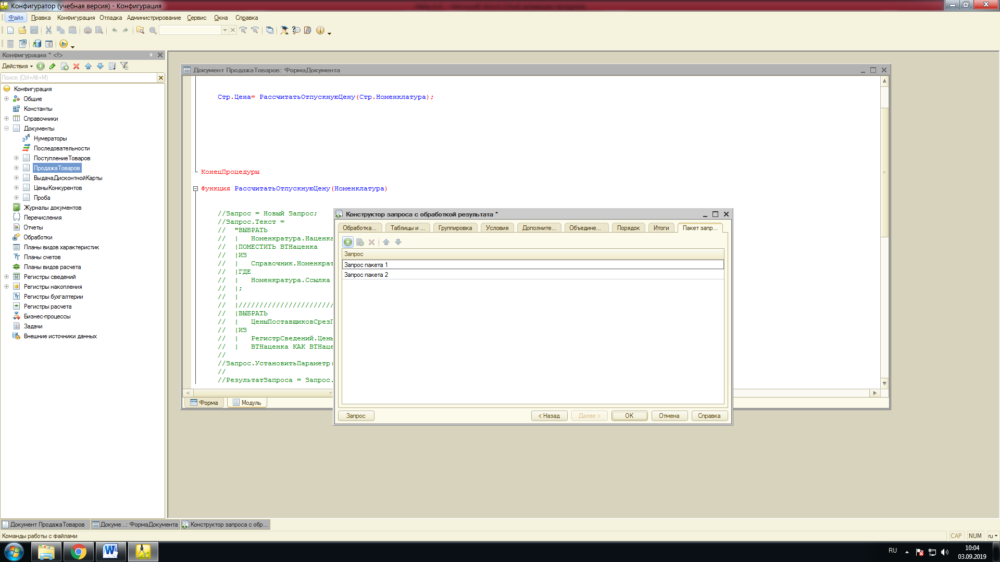 Конфигуратор (учебная версия) - Конфигурация
Файл Правка Конфигурация Отладка Администрирование Сервис Окна Справка
Конфигурация * <!>
Действия
Поиск (Ctrl+Alt+M)
Конфигурация
Общие
Константы
Справочники
Документы
Нумераторы
Последовательности
ПоступлениеТоваров
ПродажаТоваров
ВыдачаДисконтнойКарты
ЦеныКонкурентов
Проба
Журналы документов
Перечисления
Отчеты
Обработки
Планы видов характеристик
Планы счетов
Планы видов расчета
Регистры сведений
Регистры накопления
Регистры бухгалтерии
Регистры расчета
Бизнес-процессы
Задачи
Внешние источники данных
Документ ПродажаТоваров: ФормаДокумента
Стр.Цена= РассчитатьОтпускнуюЦену(Стр.Номенклатура);
КонецПроцедуры
Функция РассчитатьОтпускнуюЦену(Номенклатура)
//Запрос = Новый Запрос;
//Запрос.Текст =
// "ВЫБРАТЬ
// | Номенкратура.Наценка
// |ПОМЕСТИТЬ ВТНаценка
// |ИЗ
// | Справочник.Номенкрат
// |ГДЕ
// | Номенкратура.Ссылка
// |;
// |
// |///////////////////////
// |ВЫБРАТЬ
// | ЦеныПоставщиковСрезП
// |ИЗ
// | РегистрСведений.Цены
// | ВТНаценка КАК ВТНаце
//
//Запрос.УстановитьПараметр(
//
//РезультатЗапроса = Запрос.
Форма Модуль
Конструктор запроса с обработкой результата *
Обработка... Таблицы и ... Группировка Условия Дополните... Объедине... Порядок Итоги Пакет запр...
Запрос
Запрос пакета 1
Запрос пакета 2
Запрос < Назад Далее > OK Отмена Справка
Документ ПродажаТоваров Докуме...: ФормаДокумента Конструктор запроса с обр...
Команды работы с файлами
CAP NUM ru
RU
10:04
03.09.2019